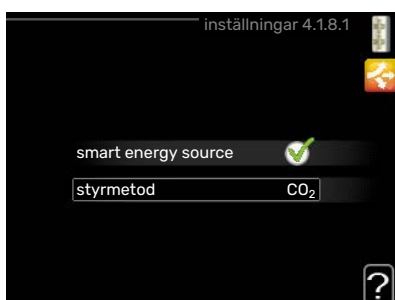 inställningar 4.1.8.1
smart energy source
styrmetod CO₂
?